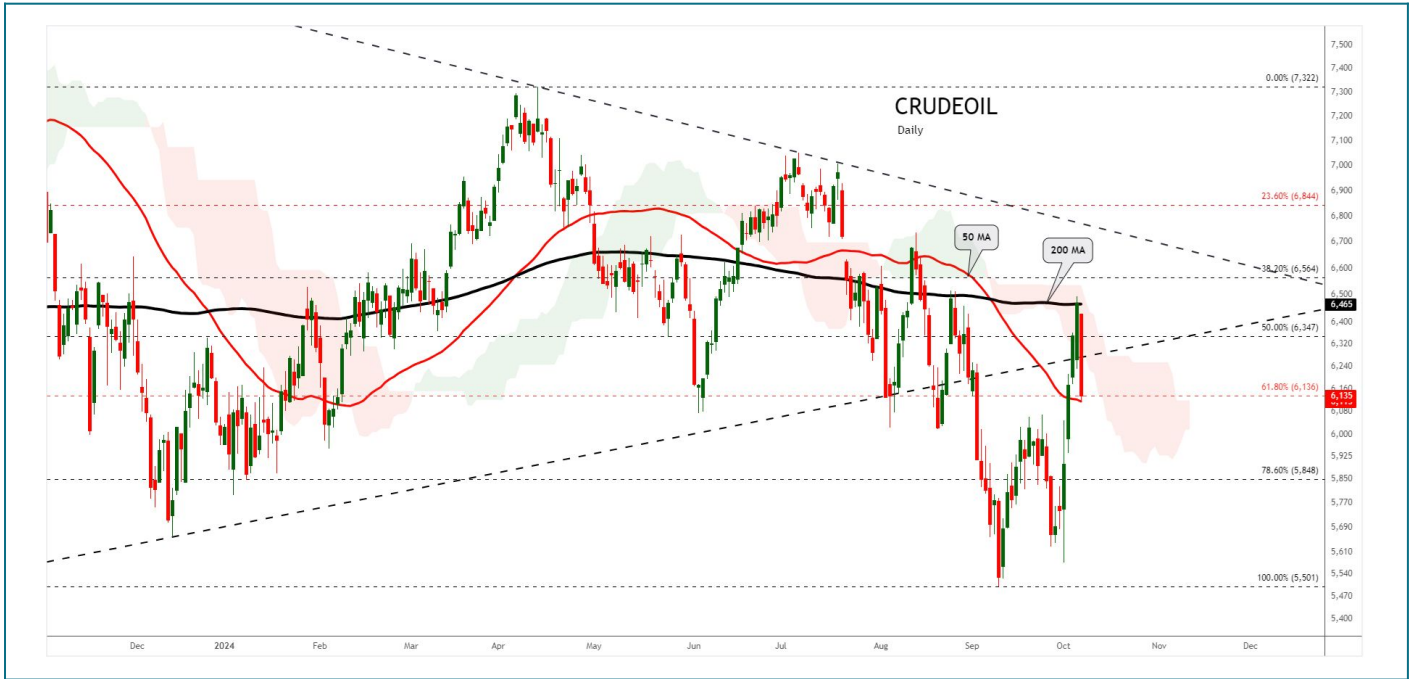 CRUDEOIL
Daily
50 MA
200 MA
0.00% (7,322)
23.60% (6,844)
38.20% (6,564)
50.00% (6,347)
61.80% (6,136)
78.60% (5,848)
100.00% (5,501)
7,500
7,400
7,300
7,200
7,100
7,000
6,900
6,800
6,700
6,600
6,500
6,465
6,400
6,320
6,240
6,160
6,135
6,080
6,000
5,925
5,850
5,770
5,690
5,610
5,540
5,470
5,400
Dec
2024
Feb
Mar
Apr
May
Jun
Jul
Aug
Sep
Oct
Nov
Dec